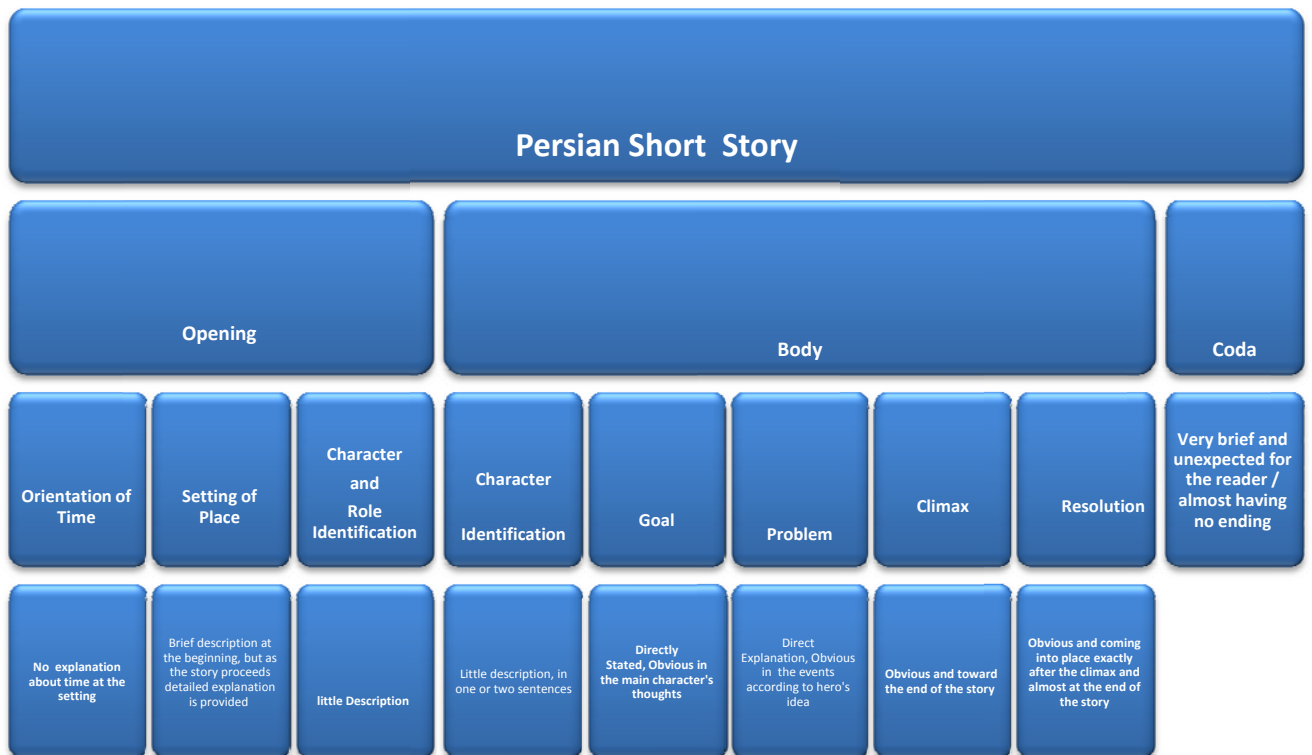 Persian Short Story
Opening
Body
Coda
Orientation of
Time
Setting of
Place
Character
and
Role
Identification
Character
Identification
Goal
Problem
Climax
Resolution
Very brief and
unexpected for
the reader /
almost having
no ending
No explanation
about time at the
setting
Brief description at
the beginning, but as
the story proceeds
detailed explanation
is provided
little Description
Little description, in
one or two sentences
Directly
Stated, Obvious in
the main character's
thoughts
Direct
Explanation, Obvious
in the events
according to hero's
idea
Obvious and toward
the end of the story
Obvious and coming
into place exactly
after the climax and
almost at the end of
the story